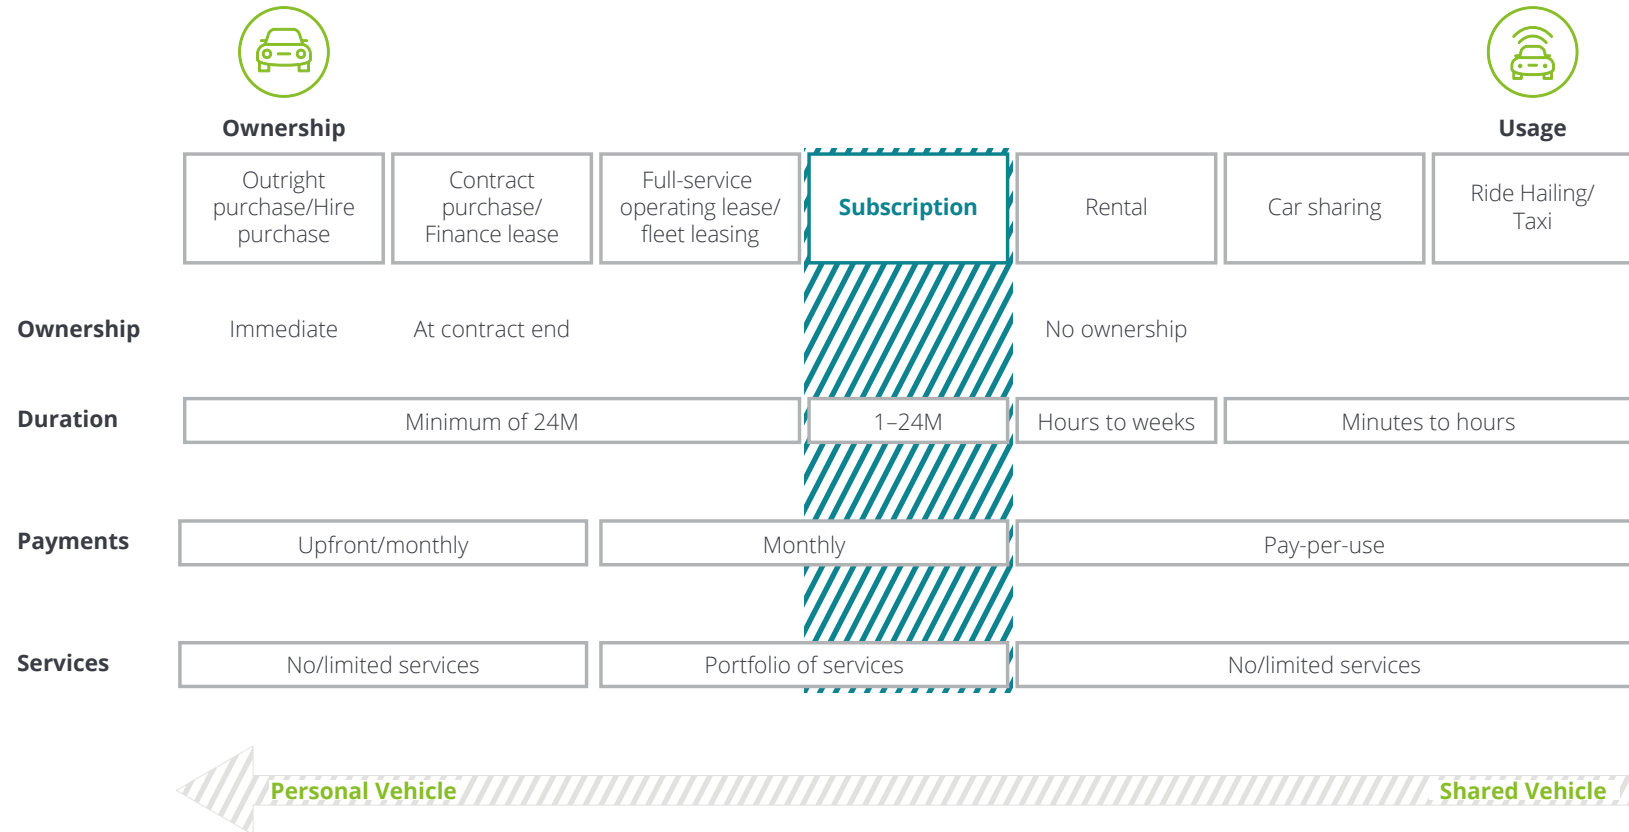 Ownership
Usage
Outright
purchase/Hire
purchase
Contract
purchase/
Finance lease
Full-service
operating lease/
fleet leasing
Subscription
Rental
Car sharing
Ride Hailing/
Taxi
Ownership
Immediate
At contract end
No ownership
Duration
Minimum of 24M
1–24M
Hours to weeks
Minutes to hours
Payments
Upfront/monthly
Monthly
Pay-per-use
Services
No/limited services
Portfolio of services
No/limited services
Personal Vehicle
Shared Vehicle